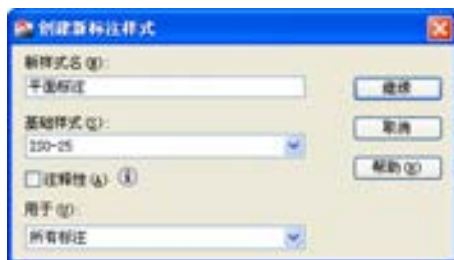 创建新标注样式
新样式名(N):
平面标注
继续
基础样式(S):
取消
ISO-25
帮助(H)
注释性(A)
用于(U):
所有标注